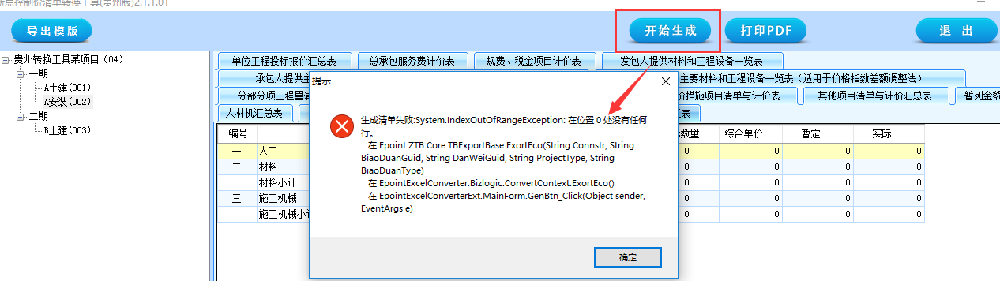 新点控制价清单转换工具(贵州版)2.1.1.01
导出模版
开始生成
打印PDF
退 出
贵州转换工具某项目 (04)
一期
A土建(001)
A安装(002)
二期
B土建(003)
单位工程投标报价汇总表
总承包服务费计价表
规费、税金项目计价表
发包人提供材料和工程设备一览表
承包人提供主
主要材料和工程设备一览表（适用于价格指数差额调整法）
分部分项工程量清
价措施项目清单与计价表
其他项目清单与计价汇总表
暂列金额
人材机汇总表
汇表
编号
数量
综合单价
暂定
实际
一 人工 0 0 0 0
二 材料 0 0 0 0
材料小计 0 0 0 0
三 施工机械 0 0 0 0
施工机械小计 0 0 0 0
提示
生成清单失败:System.IndexOutOfRangeException: 在位置 0 处没有任何
行。
在 Epoint.ZTB.Core.TBExportBase.ExortEco(String Connstr, String
BiaoDuanGuid, String DanWeiGuid, String ProjectType, String
BiaoDuanType)
在 EpointExcelConverter.Bizlogic.ConvertContext.ExortEco()
在 EpointExcelConverterExt.MainForm.GenBtn_Click(Object sender,
EventArgs e)
确定